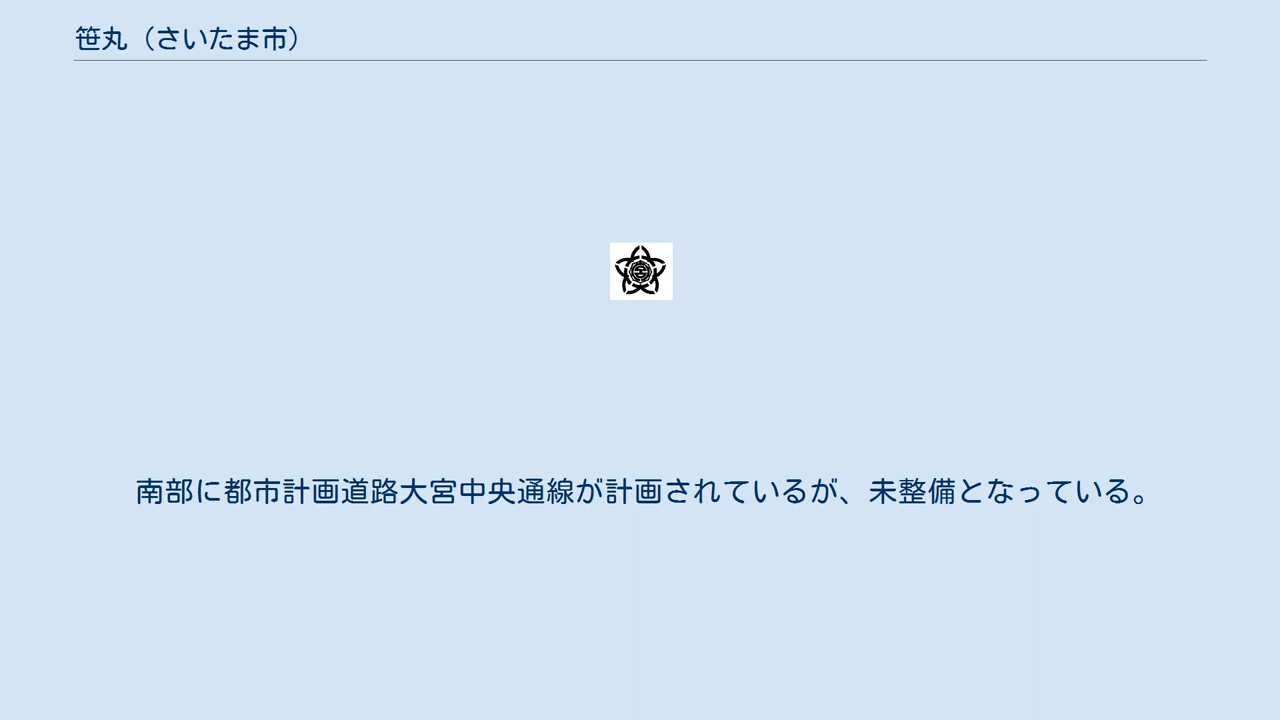 笹丸（さいたま市）
南部に都市計画道路大宮中央通線が計画されているが、未整備となっている。